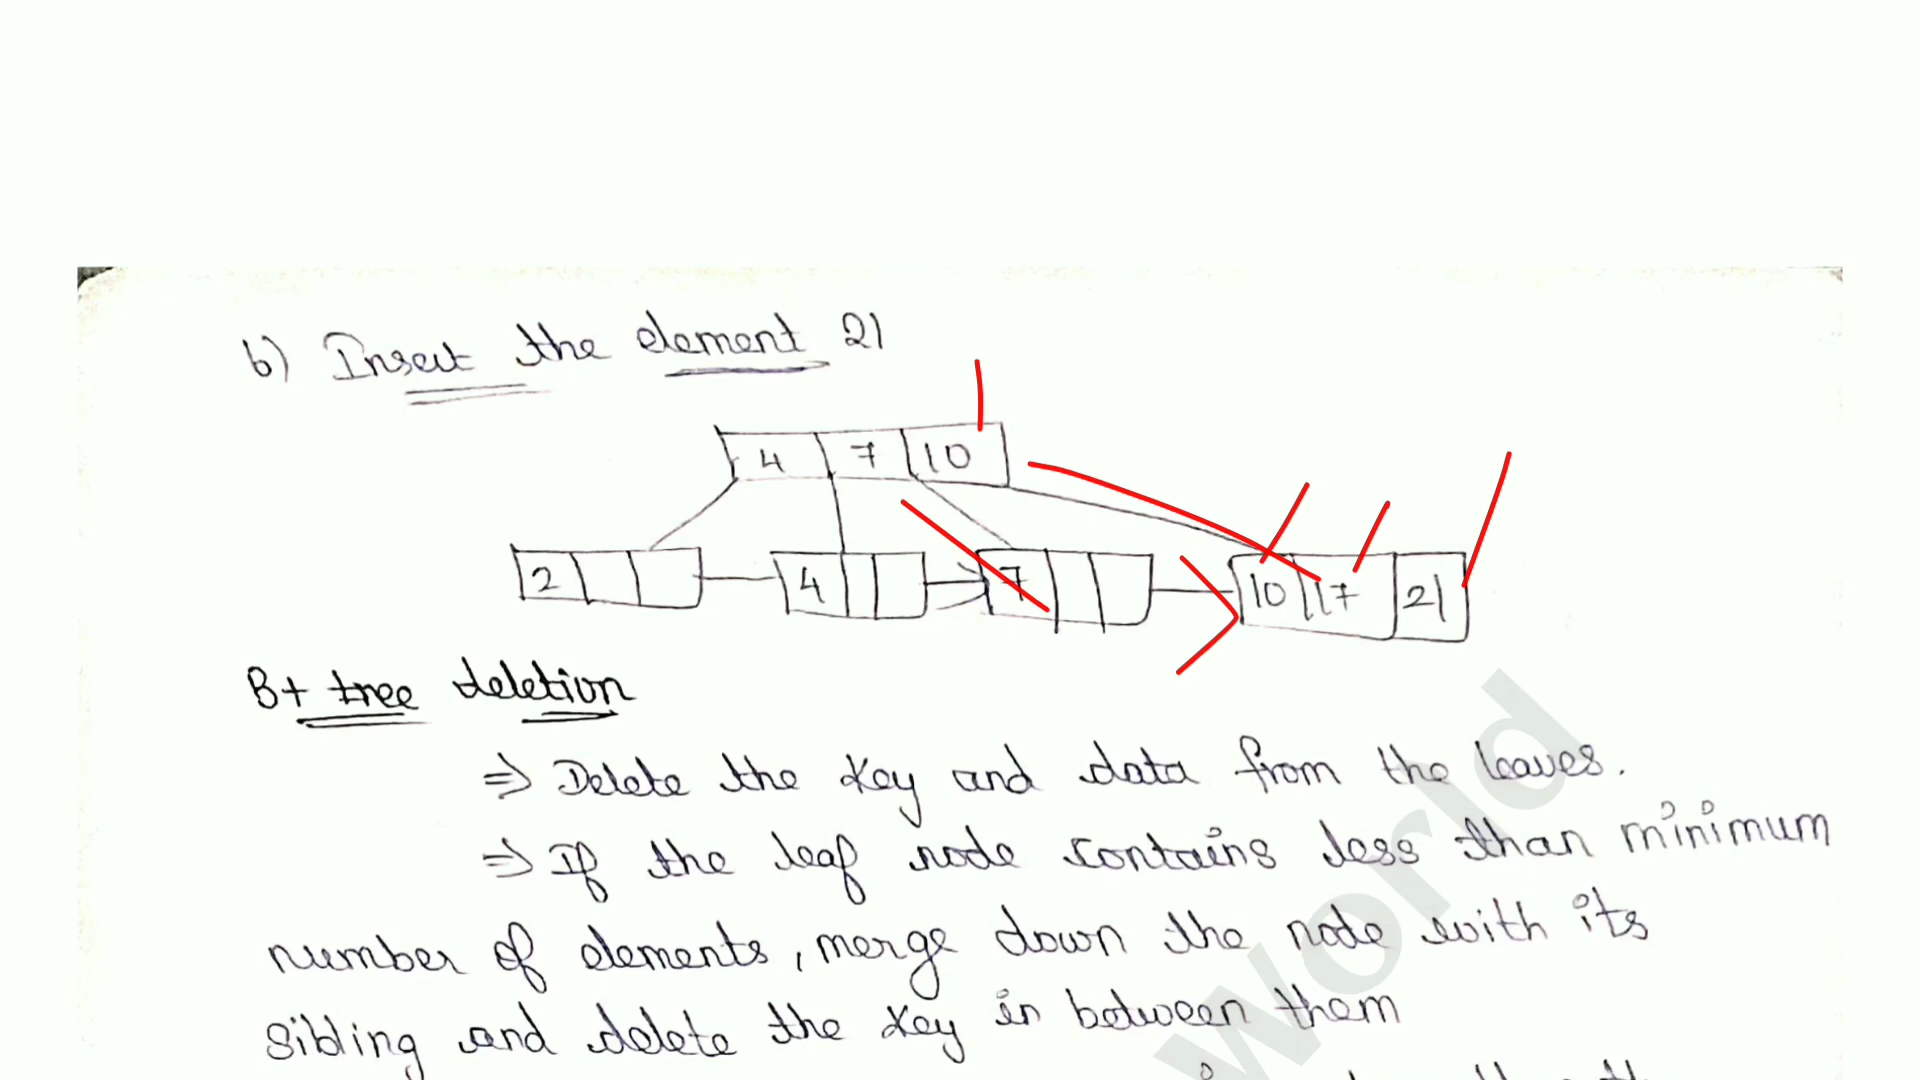 b) Insert the element 21
4 7 10
2 4 7 10 17 21
B+ tree deletion
⇒ Delete the key and data from the leaves.
⇒ If the leaf node contains less than minimum
number of elements, merge down the node with its
sibling and delete the key in between them
world